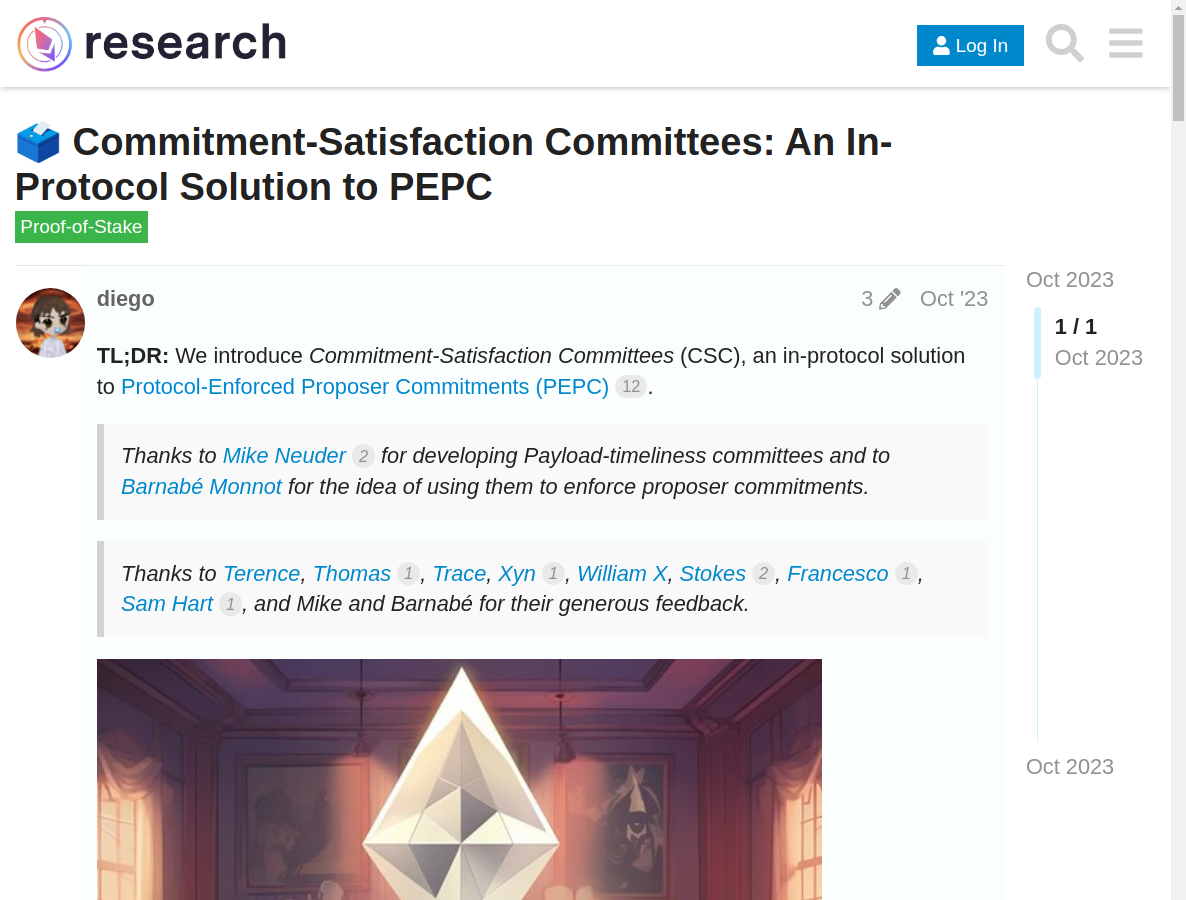 research
Log In
Commitment-Satisfaction Committees: An In-
Protocol Solution to PEPC
Proof-of-Stake
diego
3
Oct '23
TL;DR: We introduce Commitment-Satisfaction Committees (CSC), an in-protocol solution
to Protocol-Enforced Proposer Commitments (PEPC) 12.
Thanks to Mike Neuder 2 for developing Payload-timeliness committees and to
Barnabé Monnot for the idea of using them to enforce proposer commitments.
Thanks to Terence, Thomas 1, Trace, Xyn 1, William X, Stokes 2, Francesco 1,
Sam Hart 1, and Mike and Barnabé for their generous feedback.
Oct 2023
1 / 1
Oct 2023
Oct 2023